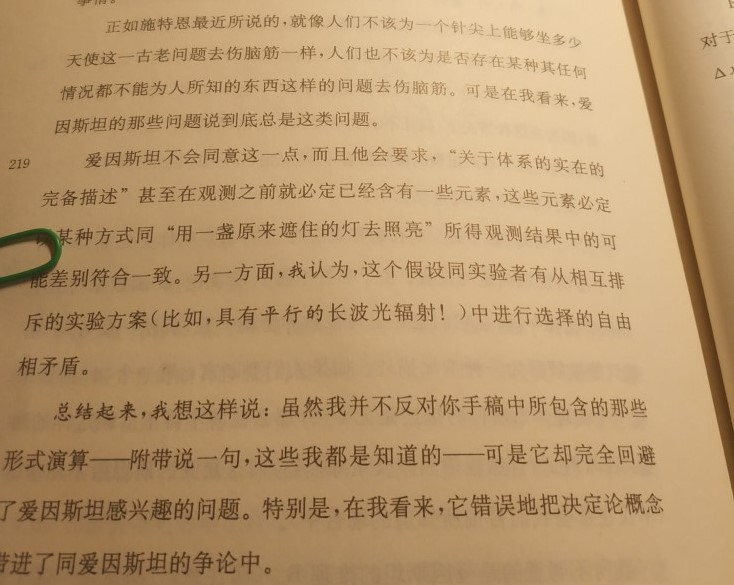 正如施特恩最近所说的,就像人们不该为一个针尖上能够坐多少
天使这一古老问题去伤脑筋一样,人们也不该为是否存在某种其任何
情况都不能为人所知的东西这样的问题去伤脑筋。可是在我看来,爱
因斯坦的那些问题说到底总是这类问题。
219
爱因斯坦不会同意这一点,而且他会要求,“关于体系的实在的
完备描述”甚至在观测之前就必定已经含有一些元素,这些元素必定
某种方式同“用一盏原来遮住的灯去照亮”所得观测结果中的可
能差别符合一致。另一方面,我认为,这个假设同实验者有从相互排
斥的实验方案(比如,具有平行的长波光辐射!)中进行选择的自由
相矛盾。
总结起来,我想这样说:虽然我并不反对你手稿中所包含的那些
形式演算——附带说一句,这些我都是知道的——可是它却完全回避
了爱因斯坦感兴趣的问题。特别是,在我看来,它错误地把决定论概念
带进了同爱因斯坦的争论中。
对于
Δ